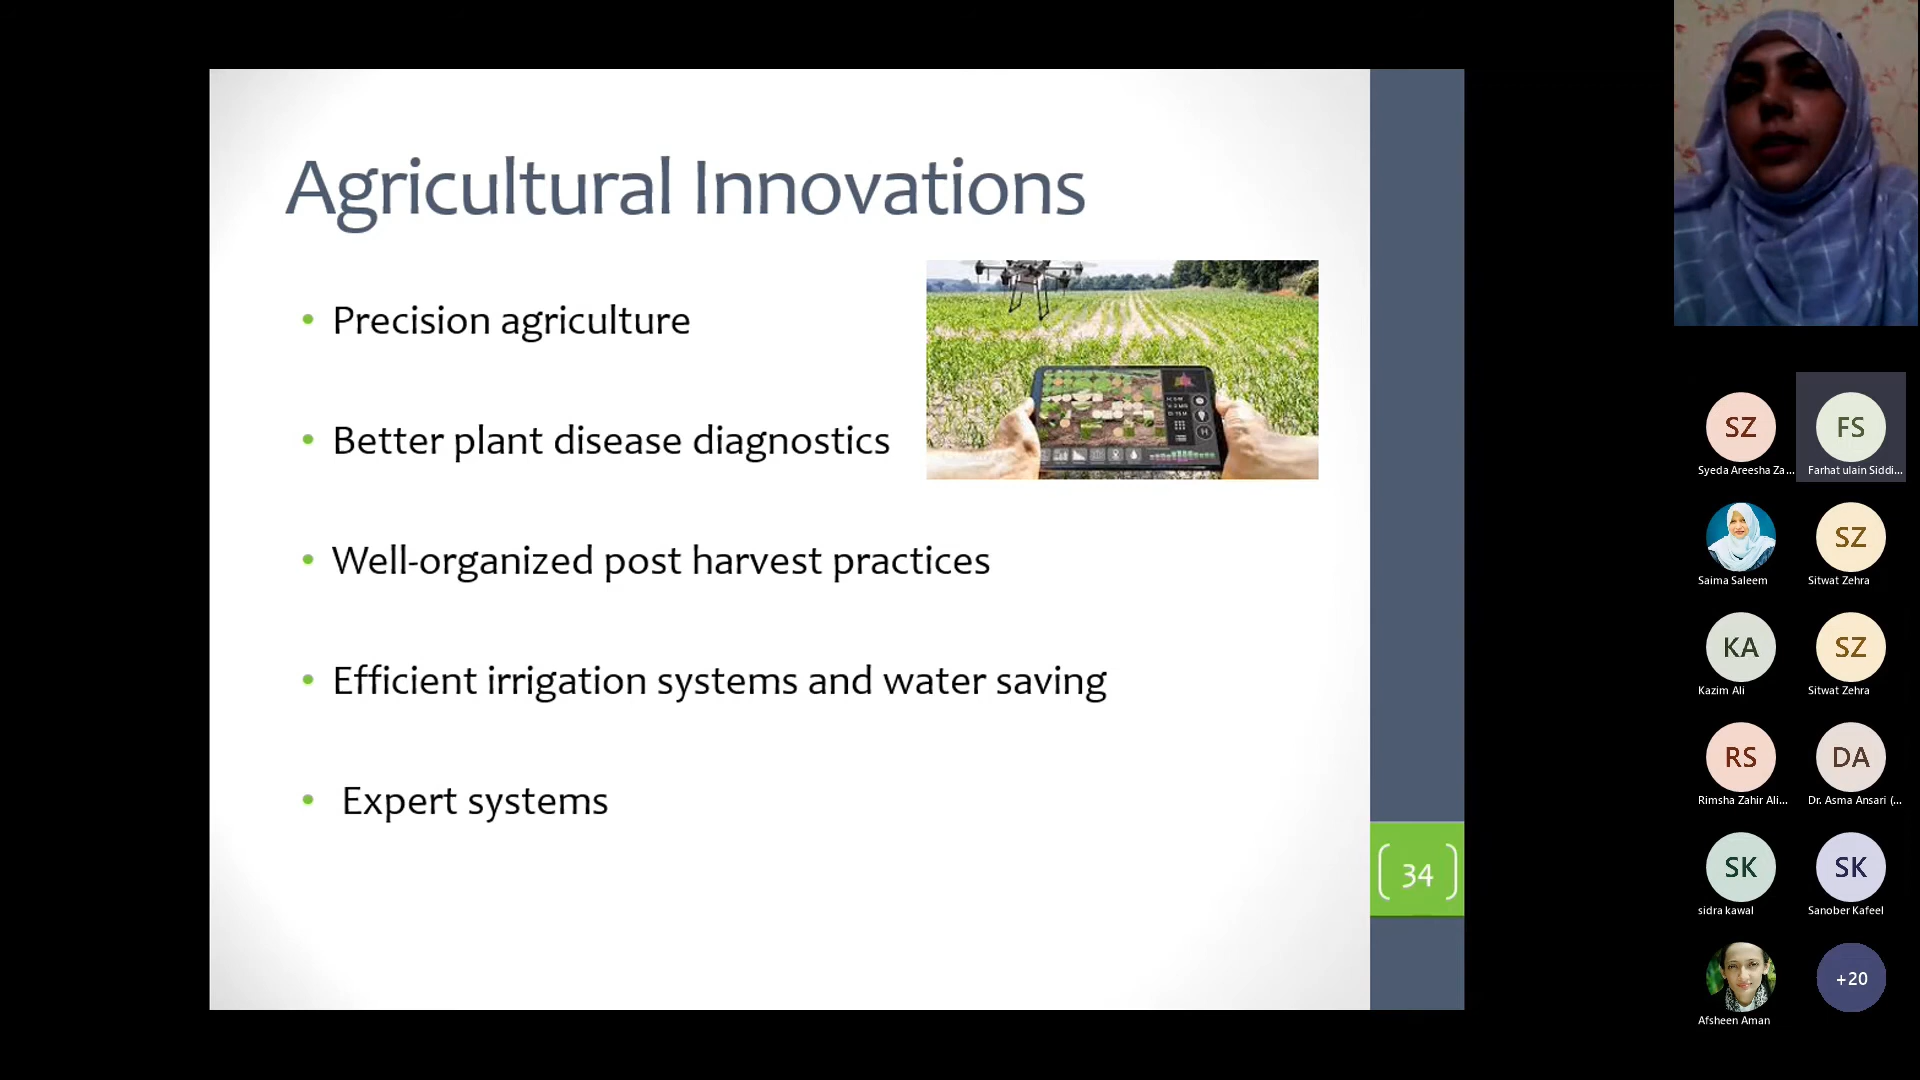 Agricultural Innovations
• Precision agriculture
• Better plant disease diagnostics
• Well-organized post harvest practices
• Efficient irrigation systems and water saving
• Expert systems
34
SZ
Syeda Areesha Za...
FS
Farhat ulain Siddi...
Saima Saleem
SZ
Sitwat Zehra
KA
Kazim Ali
SZ
Sitwat Zehra
RS
Rimsha Zahir Ali...
DA
Dr. Asma Ansari (...
SK
sidra kawal
SK
Sanober Kafeel
Afsheen Aman
+20